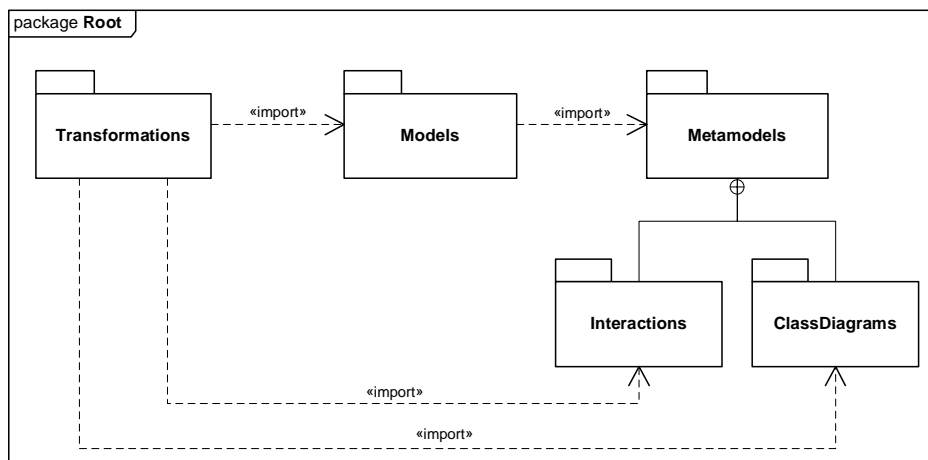 package Root
«import»
«import»
Transformations
Models
Metamodels
Interactions
ClassDiagrams
«import»
«import»